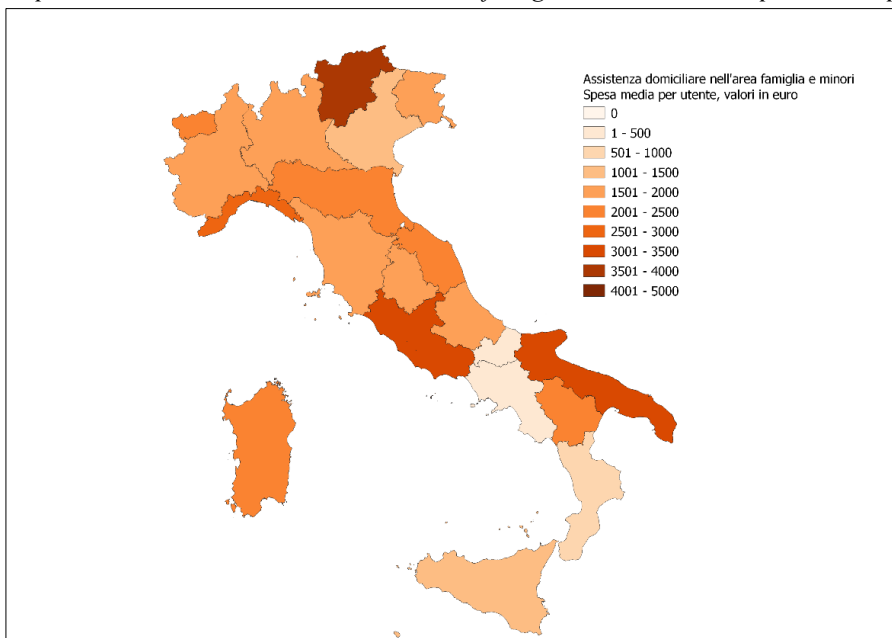 Assistenza domiciliare nell'area famiglia e minori
Spesa media per utente, valori in euro
0
1 - 500
501 - 1000
1001 - 1500
1501 - 2000
2001 - 2500
2501 - 3000
3001 - 3500
3501 - 4000
4001 - 5000